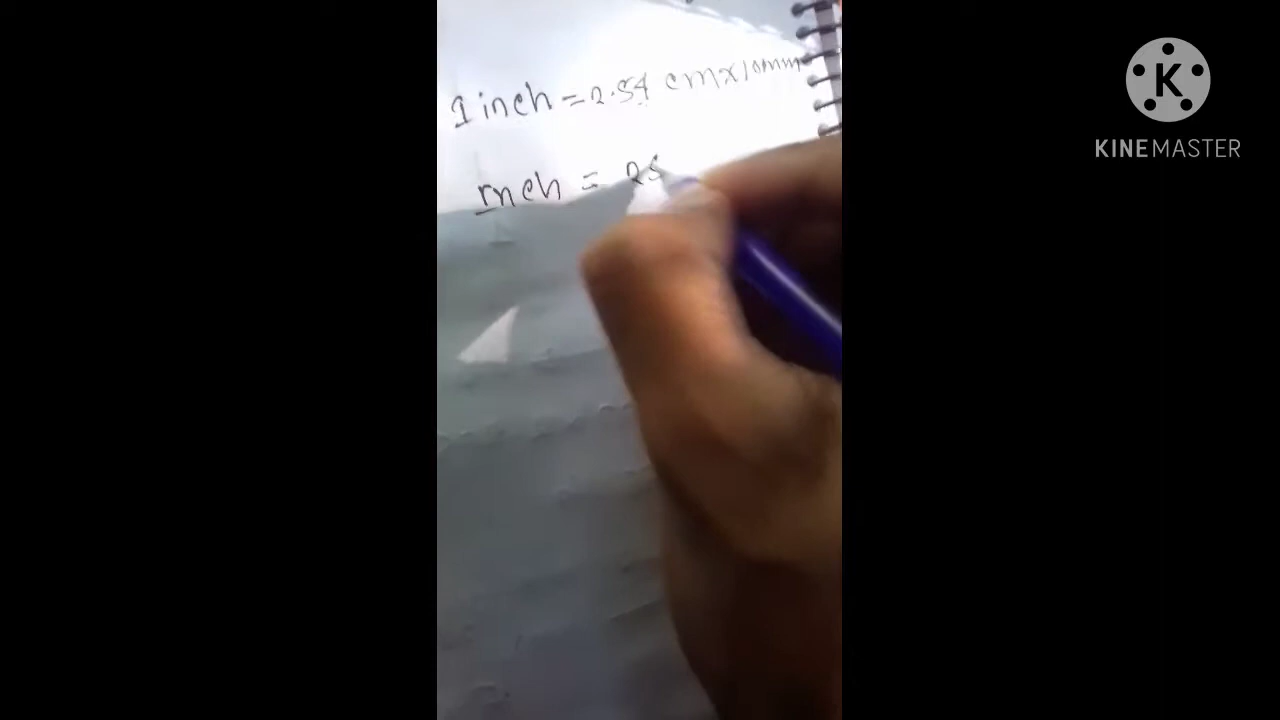 1 inch = 2.54 cm x 10mm
inch = 25
K
KINEMASTER